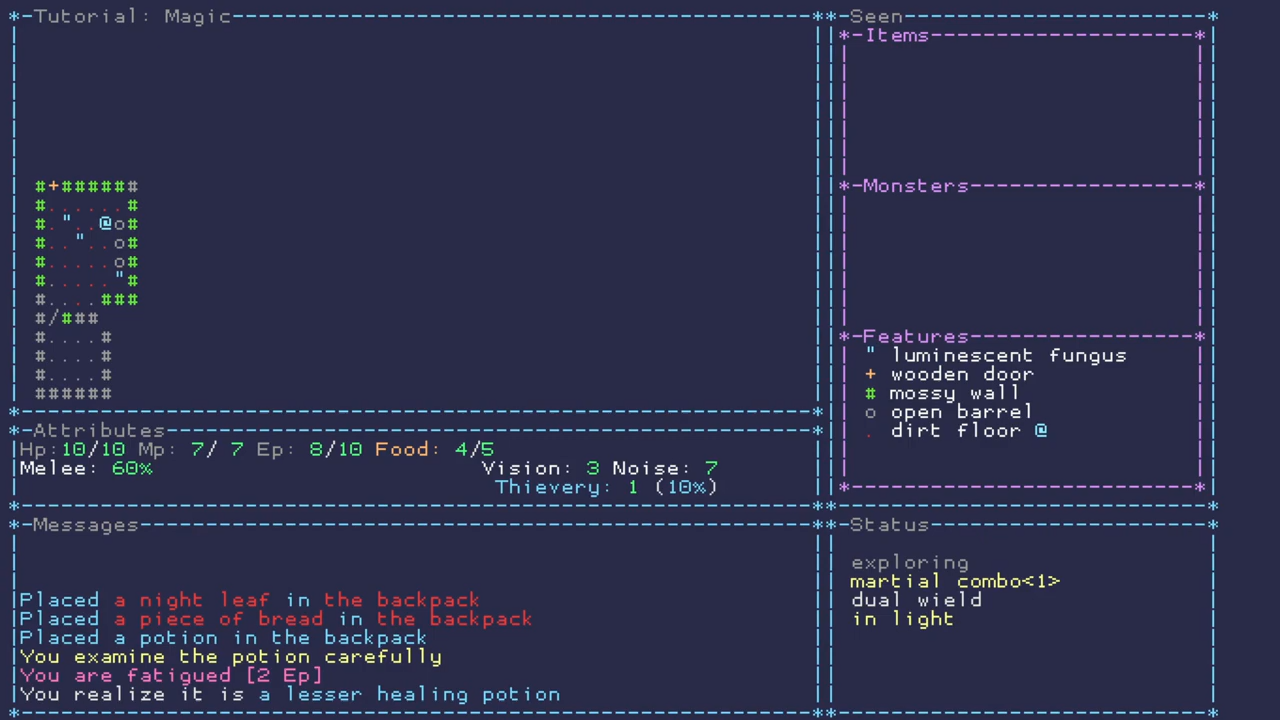 Tutorial: Magic
Seen
Items
#+######
#......#
#."..@o#
#.."..o#
#.....o#
#....."#
#....###
#/###
#....#
#....#
#....#
######
Monsters
Features
" luminescent fungus
+ wooden door
# mossy wall
o open barrel
. dirt floor @
Attributes
Hp:10/10 Mp: 7/ 7 Ep: 8/10 Food: 4/5
Melee: 60% Vision: 3 Noise: 7
Thievery: 1 (10%)
Messages
Placed a night leaf in the backpack
Placed a piece of bread in the backpack
Placed a potion in the backpack
You examine the potion carefully
You are fatigued [2 Ep]
You realize it is a lesser healing potion
Status
exploring
martial combo<1>
dual wield
in light